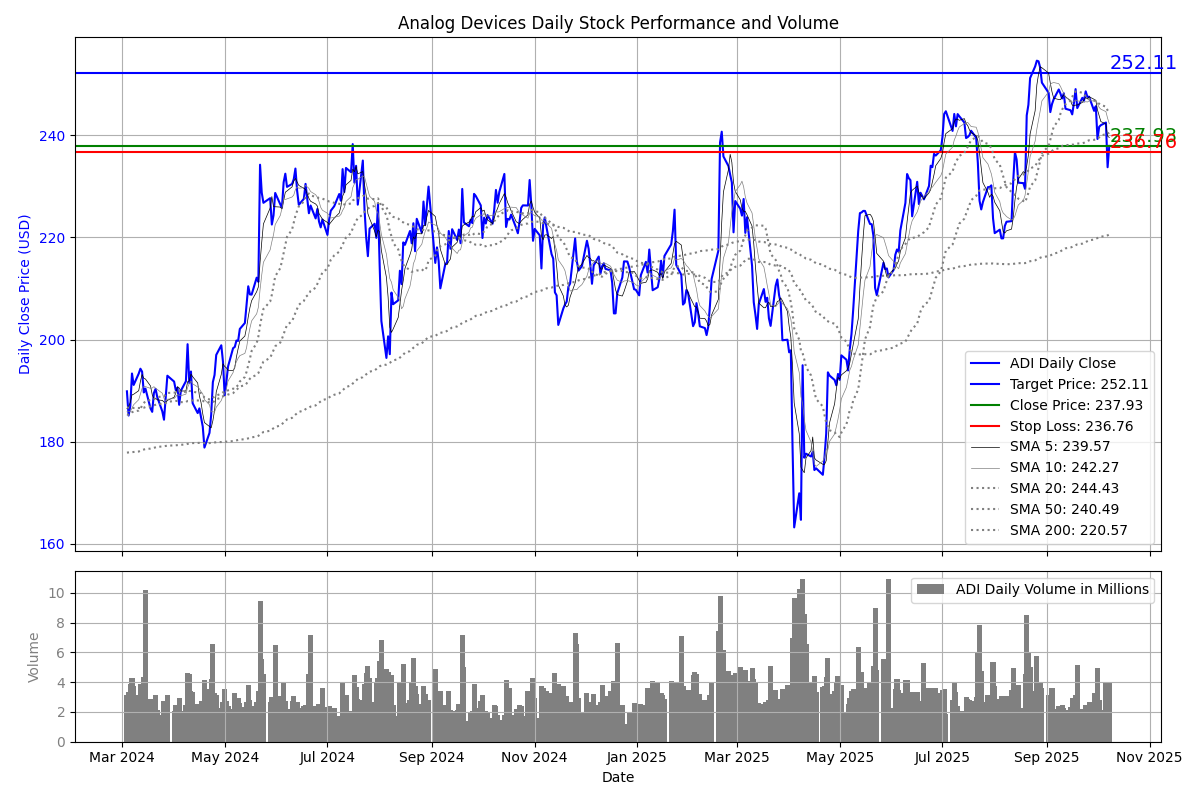 Analog Devices Daily Stock Performance and Volume
252.11
237.93
236.76
240
220
200
180
160
Daily Close Price (USD)
ADI Daily Close
Target Price: 252.11
Close Price: 237.93
Stop Loss: 236.76
SMA 5: 239.57
SMA 10: 242.27
SMA 20: 244.43
SMA 50: 240.49
SMA 200: 220.57
ADI Daily Volume in Millions
10
8
6
4
2
0
Volume
Mar 2024 May 2024 Jul 2024 Sep 2024 Nov 2024 Jan 2025 Mar 2025 May 2025 Jul 2025 Sep 2025 Nov 2025
Date